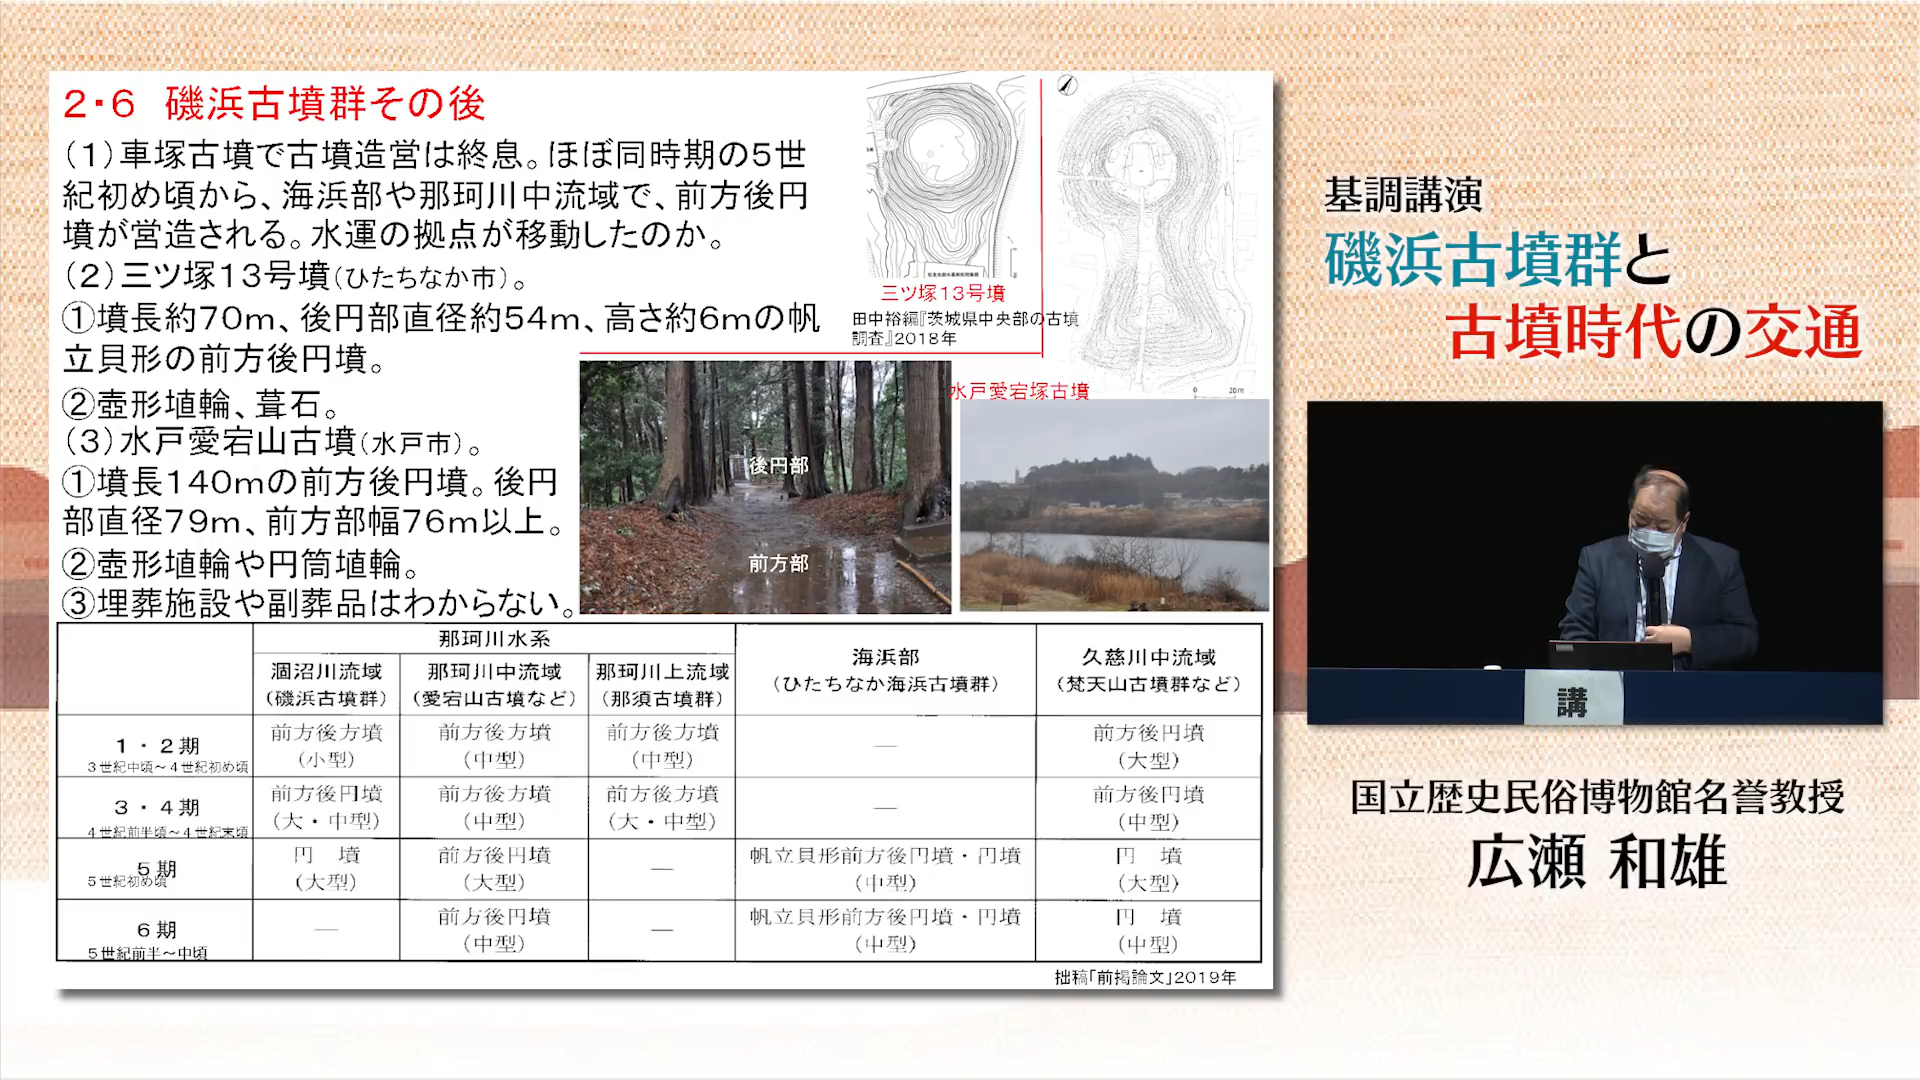 2・6 磯浜古墳群その後
(1)車塚古墳で古墳造営は終息。ほぼ同時期の5世
紀初め頃から、海浜部や那珂川中流域で、前方後円
墳が営造される。水運の拠点が移動したのか。
(2)三ツ塚13号墳(ひたちなか市)。
①墳長約70m、後円部直径約54m、高さ約6mの帆
立貝形の前方後円墳。
②壺形埴輪、葺石。
(3)水戸愛宕山古墳(水戸市)。
①墳長140mの前方後円墳。後円
部直径79m、前方部幅76m以上。
②壺形埴輪や円筒埴輪。
③埋葬施設や副葬品はわからない。
三ツ塚13号墳
田中裕編『茨城県中央部の古墳
調査』2018年
0 20m
水戸愛宕塚古墳
後円部
前方部
那珂川水系
涸沼川流域
(磯浜古墳群)
那珂川中流域
(愛宕山古墳など)
那珂川上流域
(那須古墳群)
海浜部
(ひたちなか海浜古墳群)
久慈川中流域
(梵天山古墳群など)
1・2期
3世紀中頃~4世紀初め頃
前方後方墳
(小型)
前方後方墳
(中型)
前方後方墳
(中型)
—
前方後円墳
(大型)
3・4期
4世紀前半頃~4世紀末頃
前方後円墳
(大・中型)
前方後方墳
(中型)
前方後方墳
(大・中型)
—
前方後円墳
(中型)
5期
5世紀初め頃
円 墳
(大型)
前方後円墳
(大型)
—
帆立貝形前方後円墳・円墳
(中型)
円 墳
(大型)
6期
5世紀前半~中頃
—
前方後円墳
(中型)
—
帆立貝形前方後円墳・円墳
(中型)
円 墳
(中型)
拙稿「前掲論文」2019年
基調講演
磯浜古墳群と
古墳時代の交通
講
国立歴史民俗博物館名誉教授
広瀬 和雄